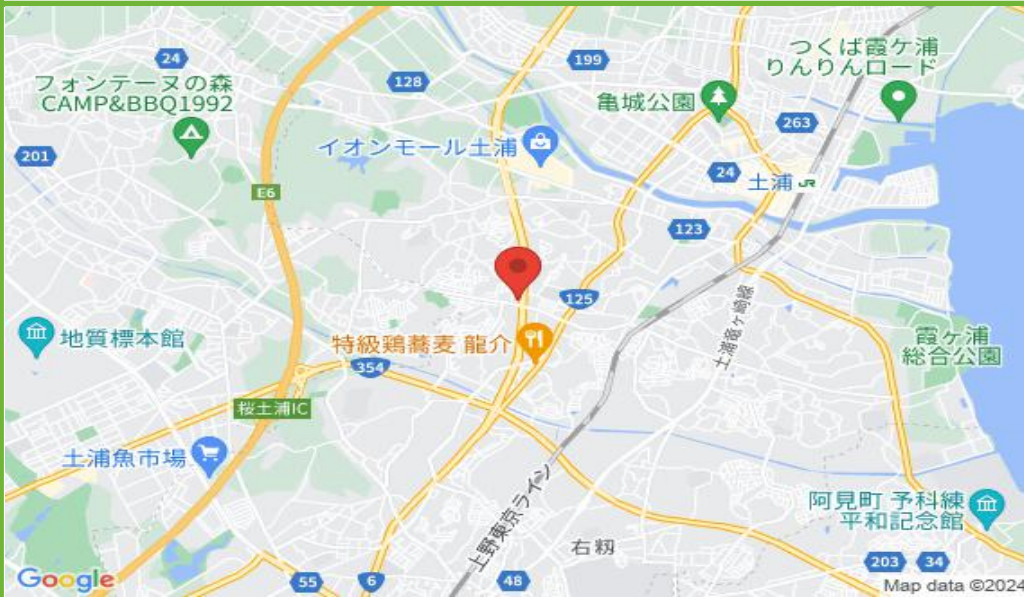 24
199
つくば霞ケ浦
りんりんロード
フォンテーヌの森
CAMP&BBQ1992
128
亀城公園
263
201
イオンモール土浦
24
土浦 JR
E6
123
125
地質標本館
特級鶏蕎麦 龍介
354
土浦竜ケ崎線
霞ケ浦
総合公園
桜土浦IC
土浦魚市場
上野東京ライン
阿見町 予科練
平和記念館
右籾
203
34
Google
55
6
48
Map data ©2024